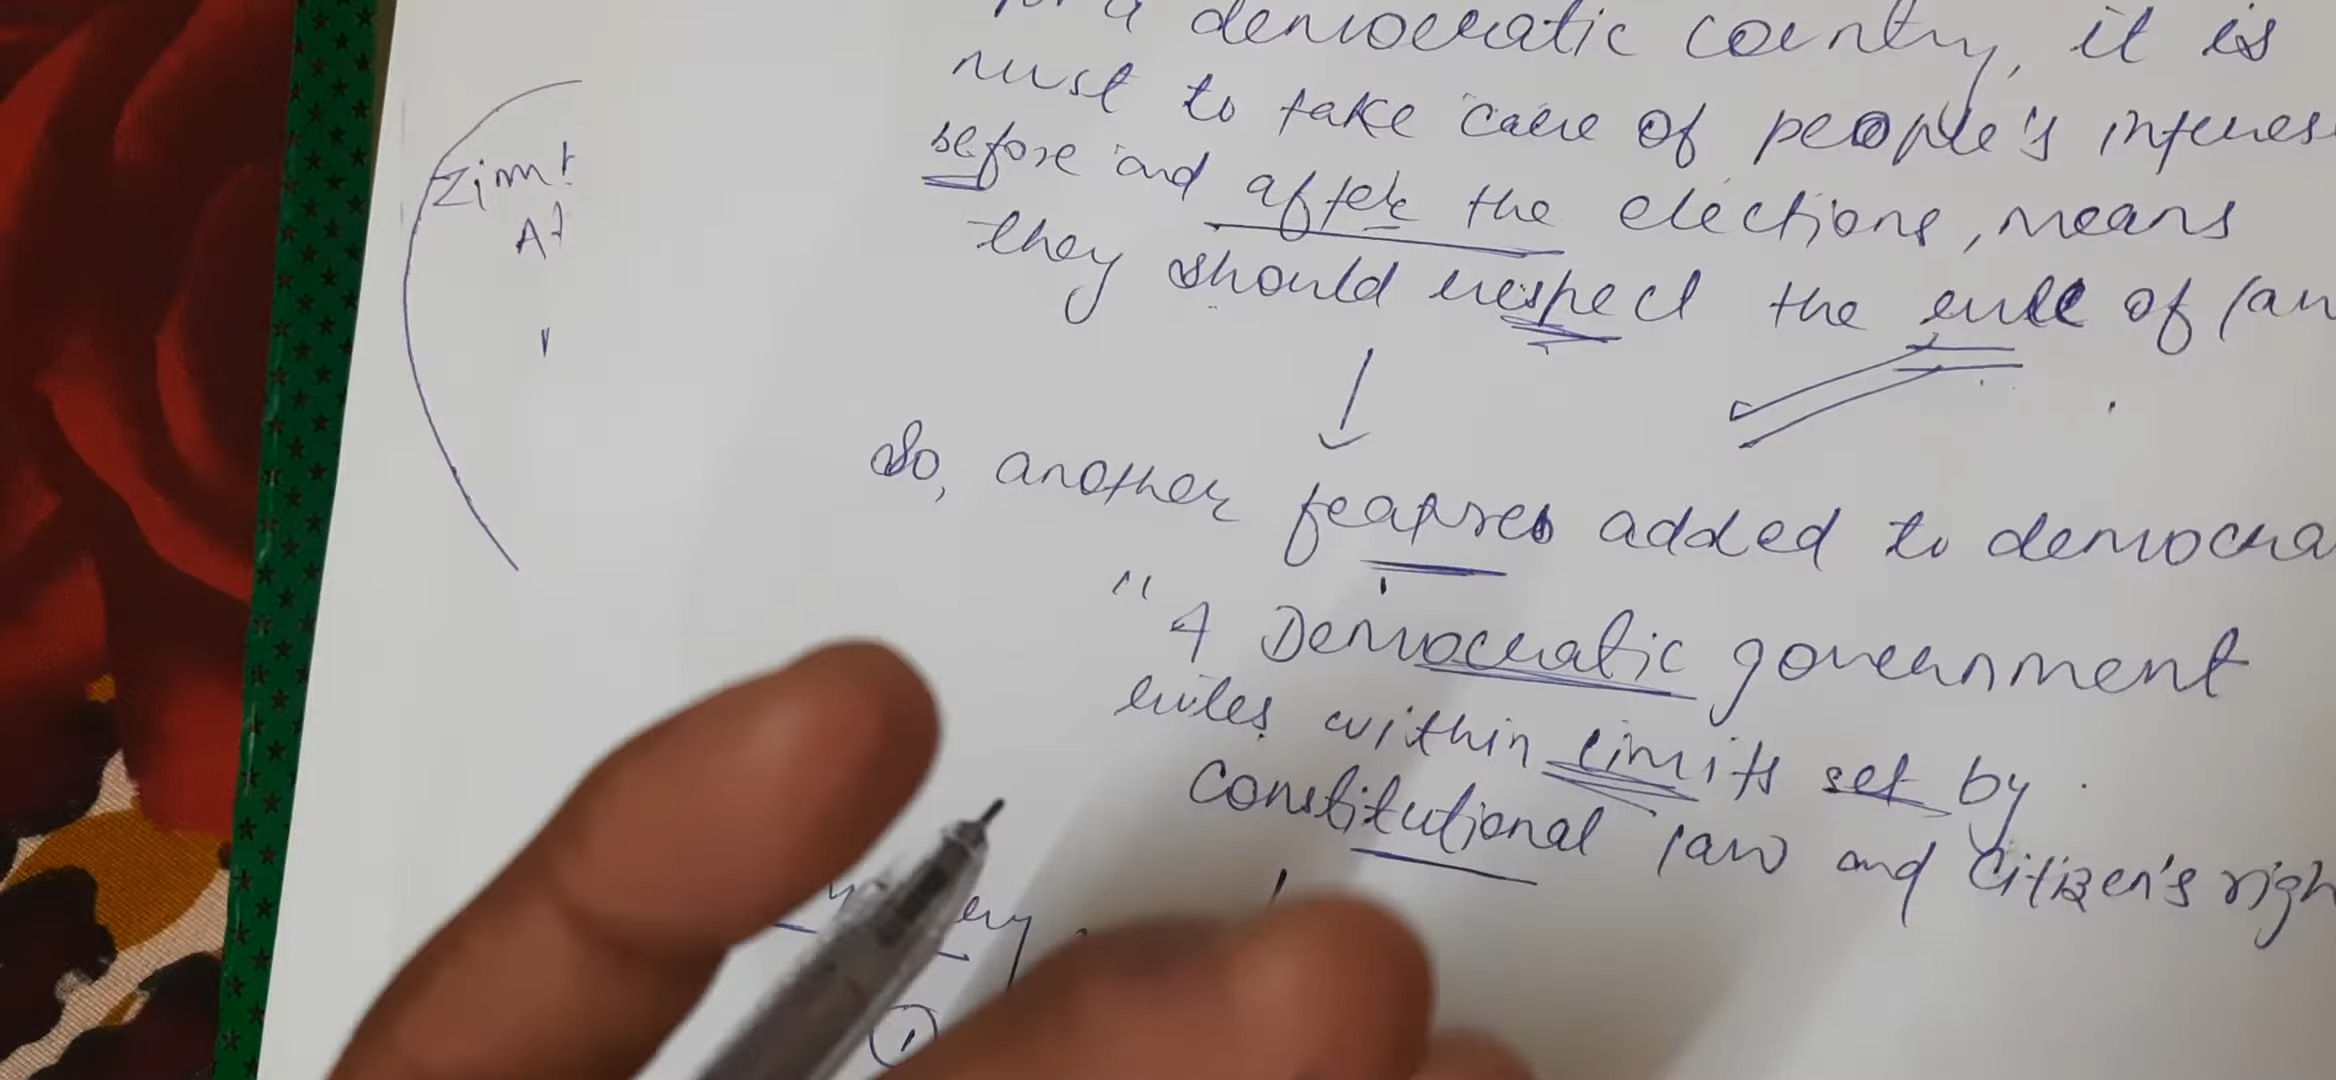 for a democratic country, it is
must to take care of people's interes
before and after the elections, means
they should respect the rule of law
So, another features added to democra
"A Democratic government
rules within limits set by
constitutional law and citizen's righ
Zim
①